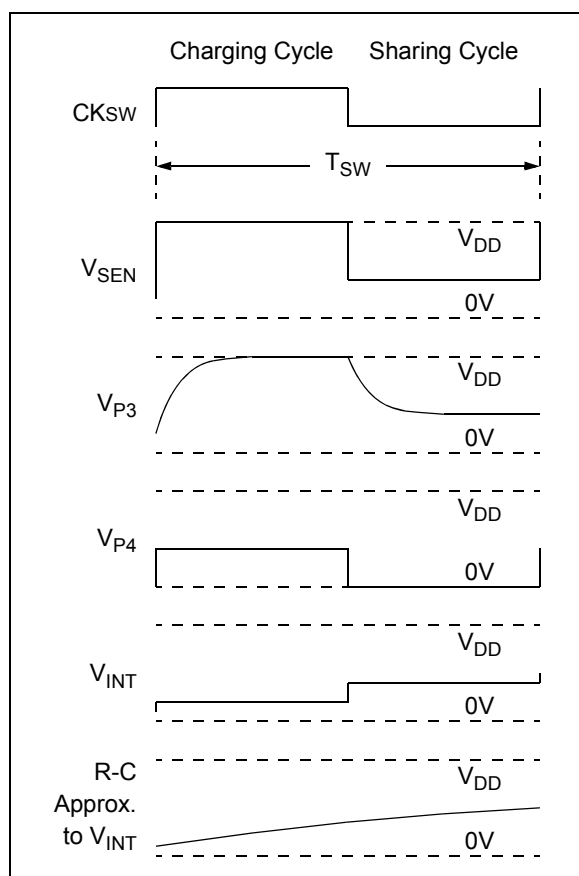 Charging Cycle Sharing Cycle
CKSW
TSW
VDD
VSEN
0V
VDD
VP3
0V
VDD
VP4
0V
VDD
VINT
0V
R-C
Approx.
to VINT
VDD
0V